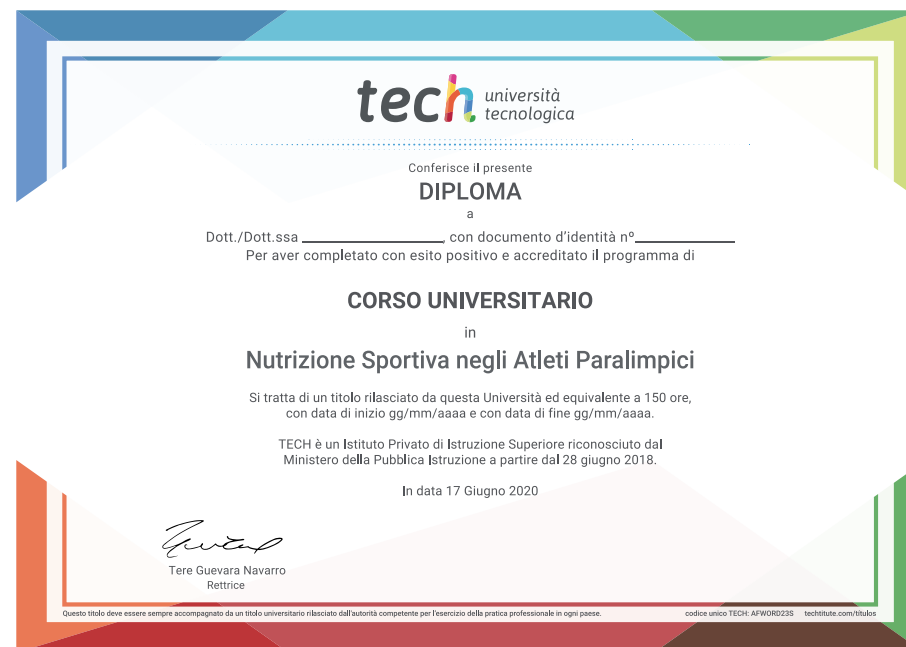 tech università
tecnologica
Conferisce il presente
DIPLOMA
a
Dott./Dott.ssa ____________________, con documento d'identità nº______________
Per aver completato con esito positivo e accreditato il programma di
CORSO UNIVERSITARIO
in
Nutrizione Sportiva negli Atleti Paralimpici
Si tratta di un titolo rilasciato da questa Università ed equivalente a 150 ore,
con data di inizio gg/mm/aaaa e con data di fine gg/mm/aaaa.
TECH è un Istituto Privato di Istruzione Superiore riconosciuto dal
Ministero della Pubblica Istruzione a partire dal 28 giugno 2018.
In data 17 Giugno 2020
Tere Guevara Navarro
Rettrice
Questo titolo deve essere sempre accompagnato da un titolo universitario rilasciato dall'autorità competente per l'esercizio della pratica professionale in ogni paese. codice unico TECH: AFWORD23S techtitute.com/títulos